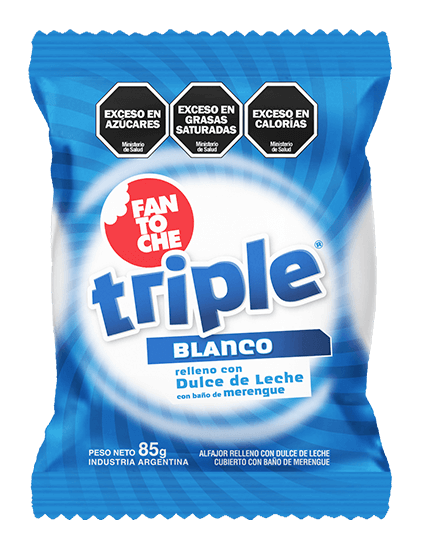 EXCESO EN
AZÚCARES
Ministerio
de Salud
EXCESO EN
GRASAS
SATURADAS
Ministerio
de Salud
EXCESO EN
CALORÍAS
Ministerio
de Salud
FAN
TO
CHE
triple®
BLANCO
relleno con
Dulce de Leche
con baño de merengue
PESO NETO 85g
INDUSTRIA ARGENTINA
ALFAJOR RELLENO CON DULCE DE LECHE
CUBIERTO CON BAÑO DE MERENGUE